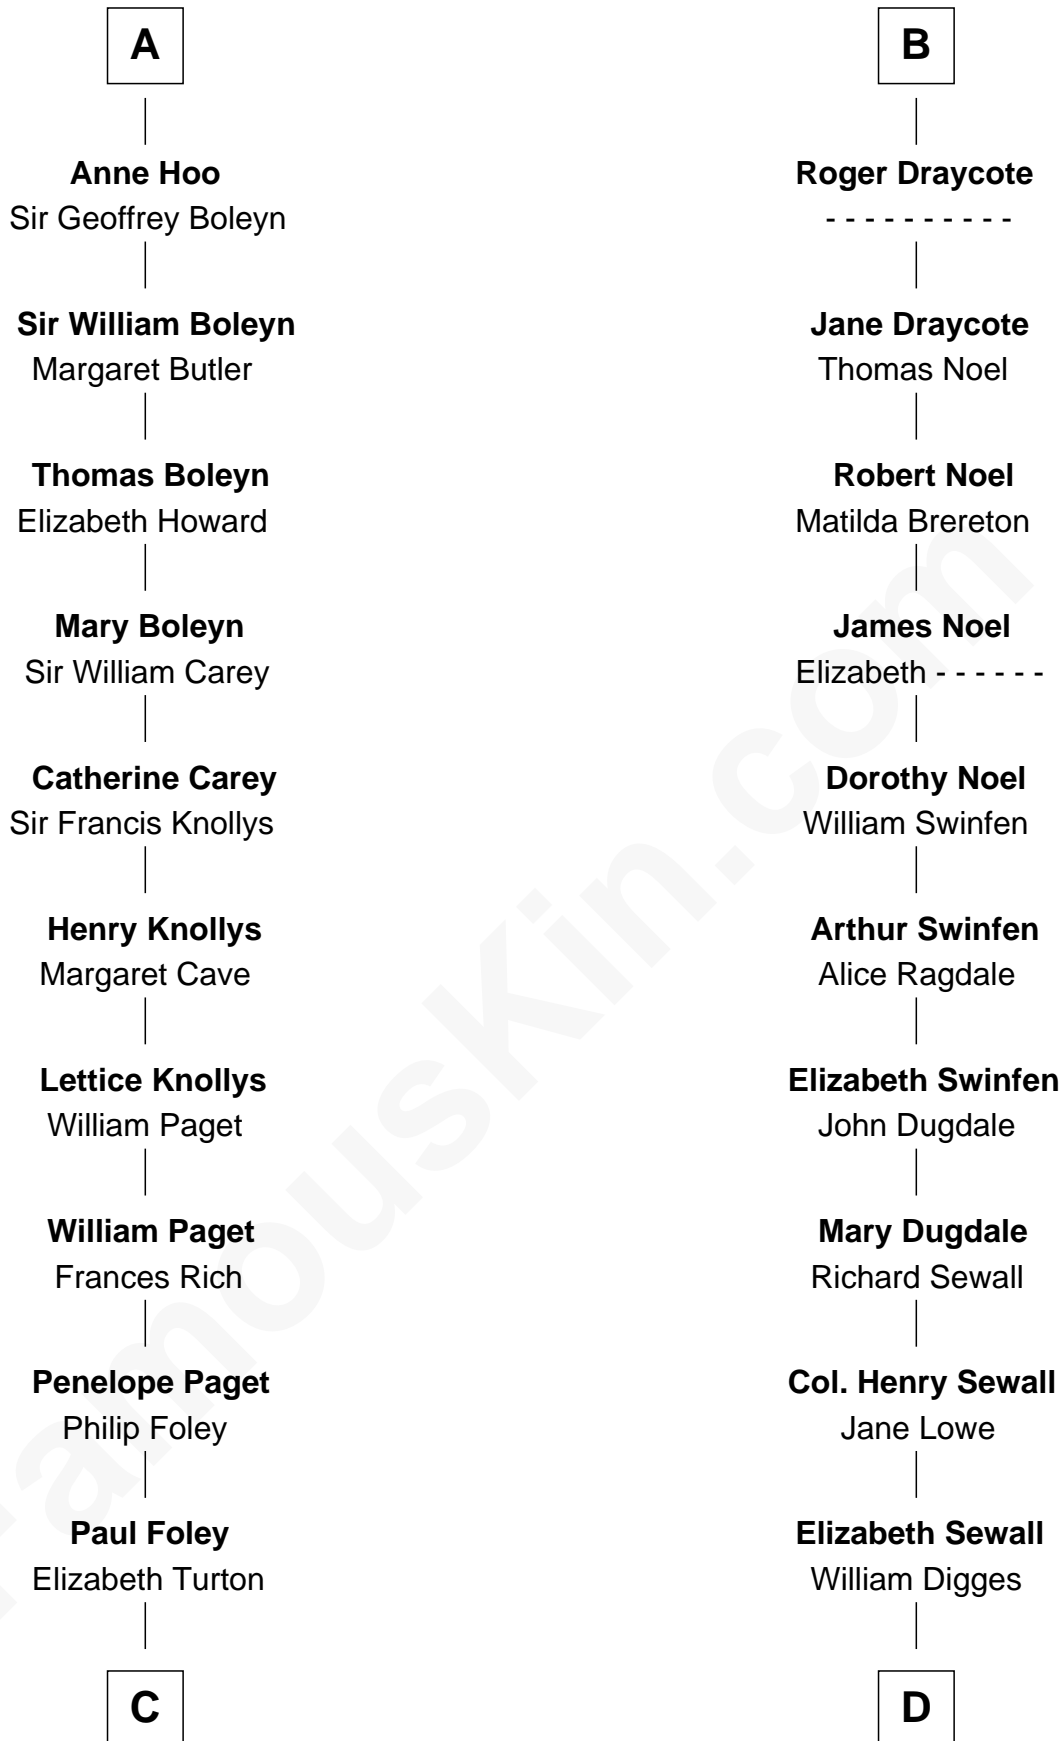 A
Anne Hoo
Sir Geoffrey Boleyn
Sir William Boleyn
Margaret Butler
Thomas Boleyn
Elizabeth Howard
Mary Boleyn
Sir William Carey
Catherine Carey
Sir Francis Knollys
Henry Knollys
Margaret Cave
Lettice Knollys
William Paget
William Paget
Frances Rich
Penelope Paget
Philip Foley
Paul Foley
Elizabeth Turton
C
B
Roger Draycote
- - - - - - - - - -
Jane Draycote
Thomas Noel
Robert Noel
Matilda Brereton
James Noel
Elizabeth - - - - - -
Dorothy Noel
William Swinfen
Arthur Swinfen
Alice Ragdale
Elizabeth Swinfen
John Dugdale
Mary Dugdale
Richard Sewall
Col. Henry Sewall
Jane Lowe
Elizabeth Sewall
William Digges
D
FamousKin.com